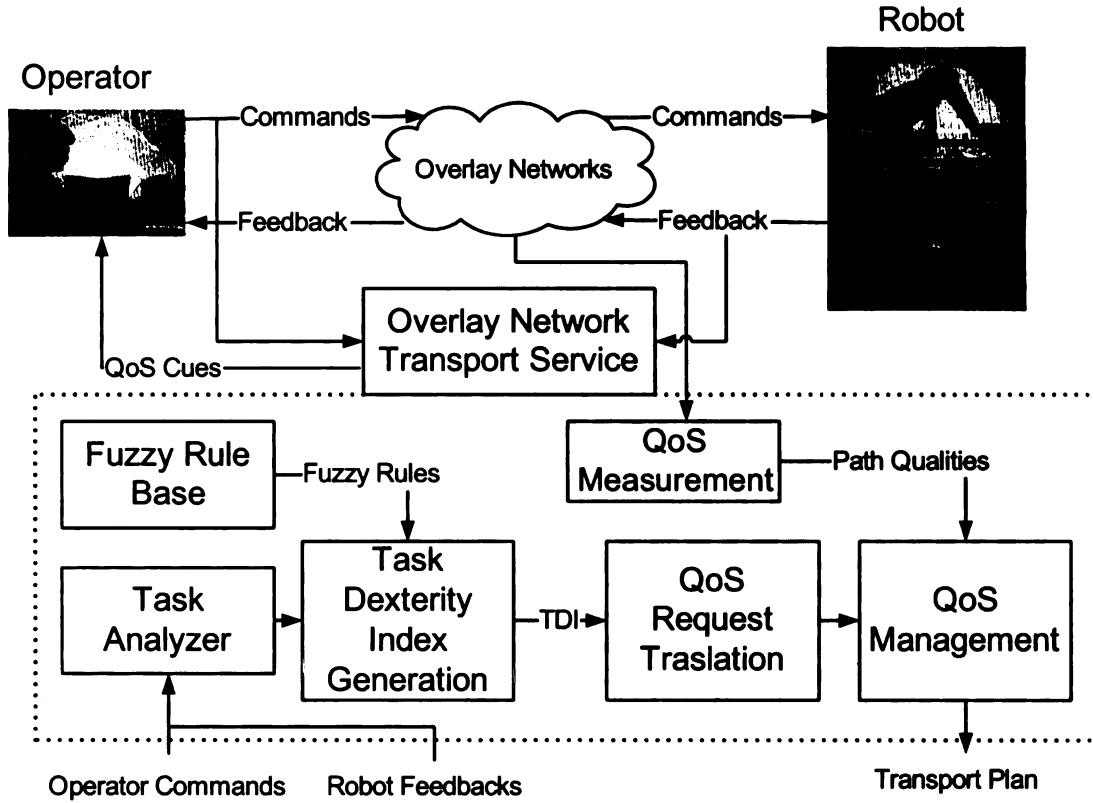 Robot
Operator
Commands
Commands
Overlay Networks
Feedback
Feedback
Overlay Network
Transport Service
QoS Cues
Fuzzy Rule
Base
Fuzzy Rules
QoS
Measurement
Path Qualities
Task
Analyzer
Task
Dexterity
Index
Generation
TDI
QoS
Request
Traslation
QoS
Management
Operator Commands
Robot Feedbacks
Transport Plan